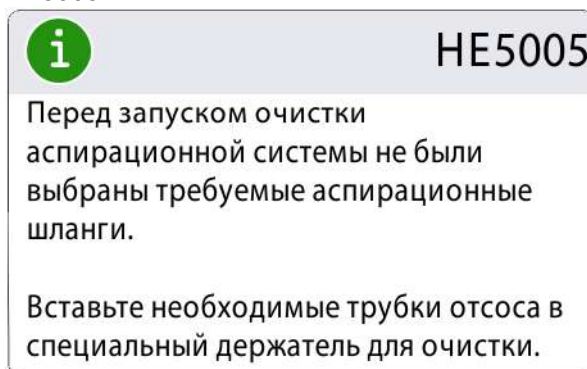 i
HE5005
Перед запуском очистки
аспирационной системы не были
выбраны требуемые аспирационные
шланги.
Вставьте необходимые трубки отсоса в
специальный держатель для очистки.